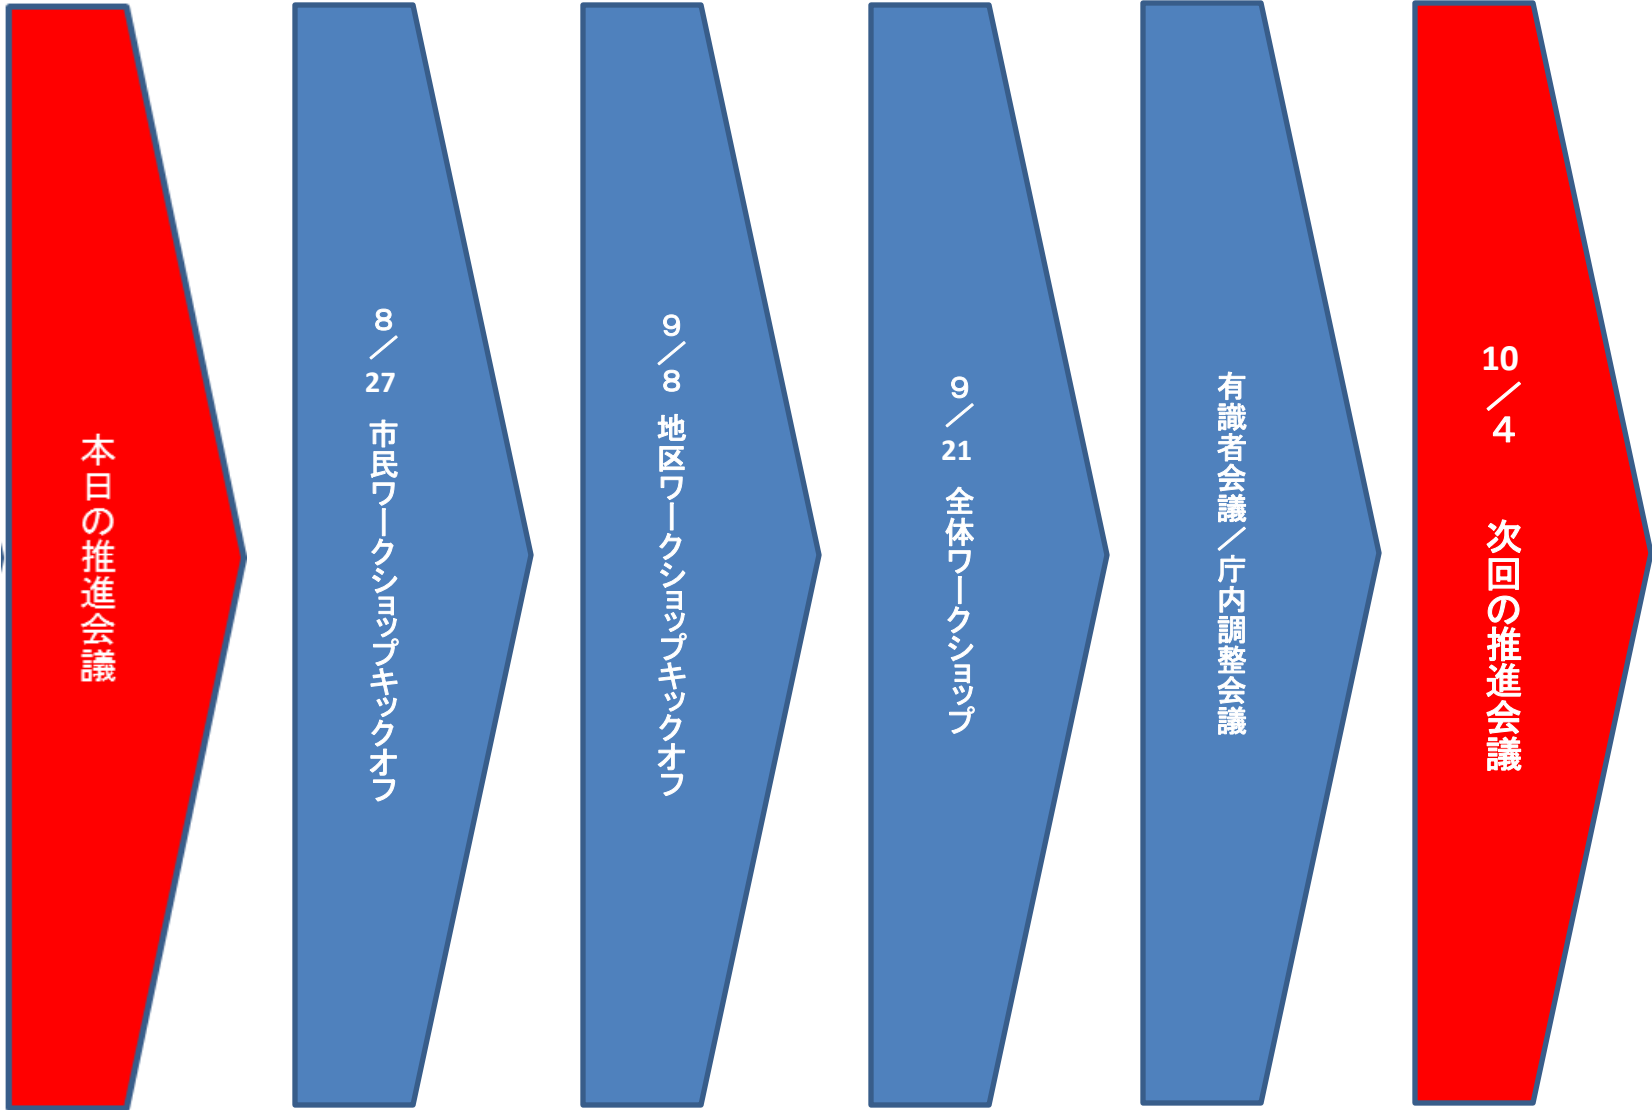 本日の推進会議
８／27　市民ワークショップキックオフ
９／８　地区ワークショップキックオフ
９／21　全体ワークショップ
有識者会議／庁内調整会議
10／４　次回の推進会議